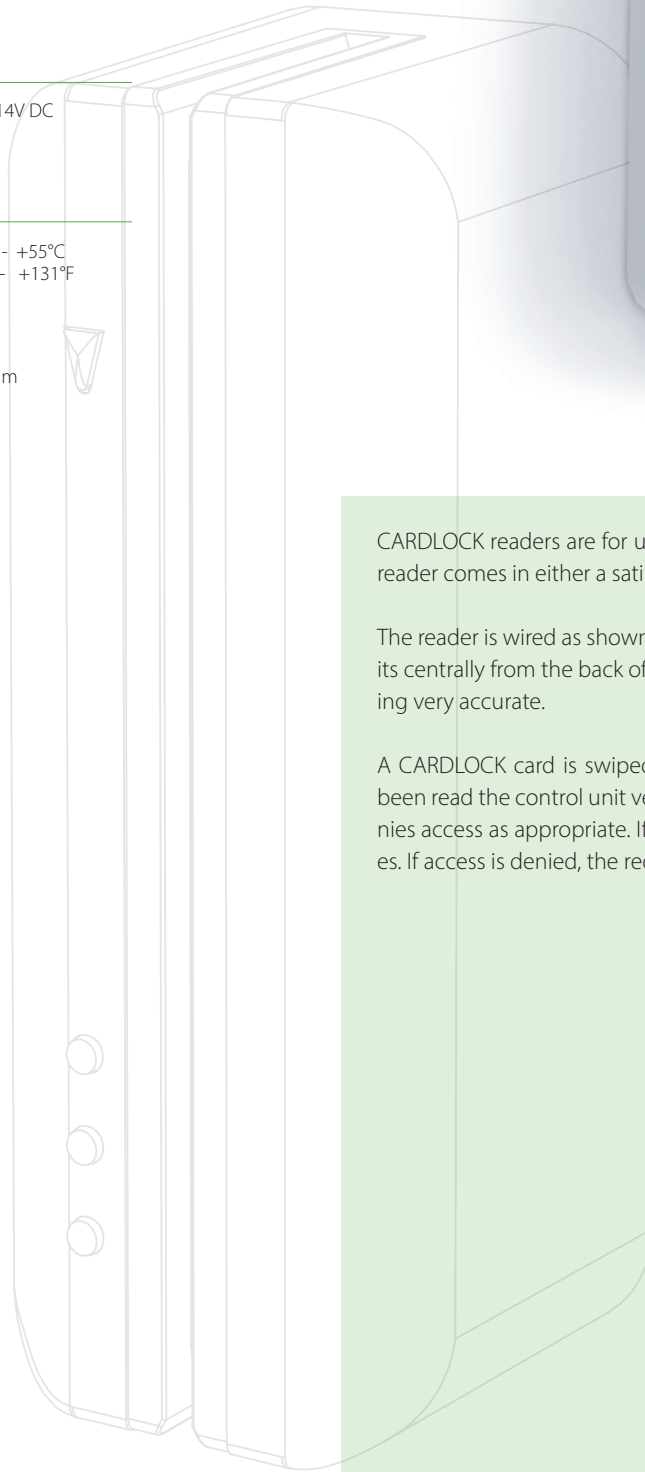 14V DC
- +55°C
- +131°F
m
CARDLOCK readers are for u
reader comes in either a sati
The reader is wired as shown
its centrally from the back of
ing very accurate.
A CARDLOCK card is swiped
been read the control unit ve
nies access as appropriate. If
es. If access is denied, the rec